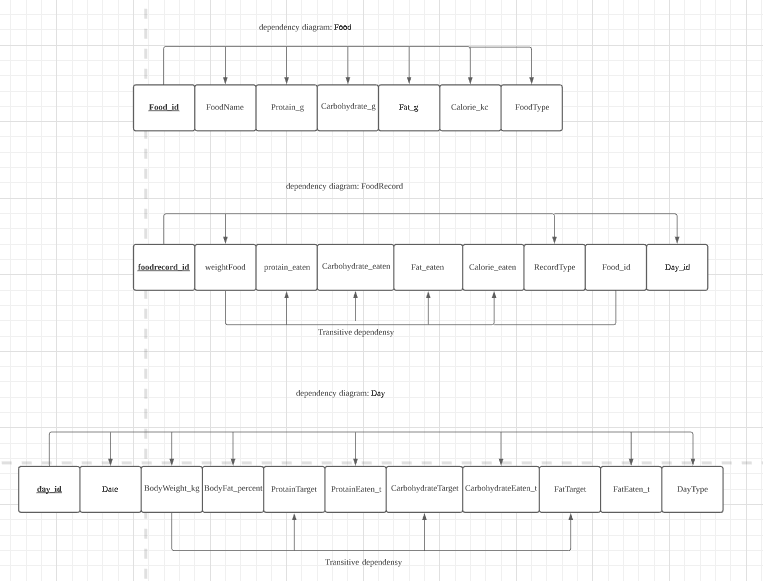 dependency diagram: Food
Food_id FoodName Protain_g Carbohydrate_g Fat_g Calorie_kc FoodType
dependency diagram: FoodRecord
foodrecord_id weightFood protein_eaten Carbohydrate_eaten Fat_eaten Calorie_eaten RecordType Food_id Day_id
Transitive dependensy
dependency diagram: Day
day_id Date BodyWeight_kg BodyFat_percent ProtainTarget ProtainEaten_t CarbohydrateTarget CarbohydrateEaten_t FatTarget FatEaten_t DayType
Transitive dependensy